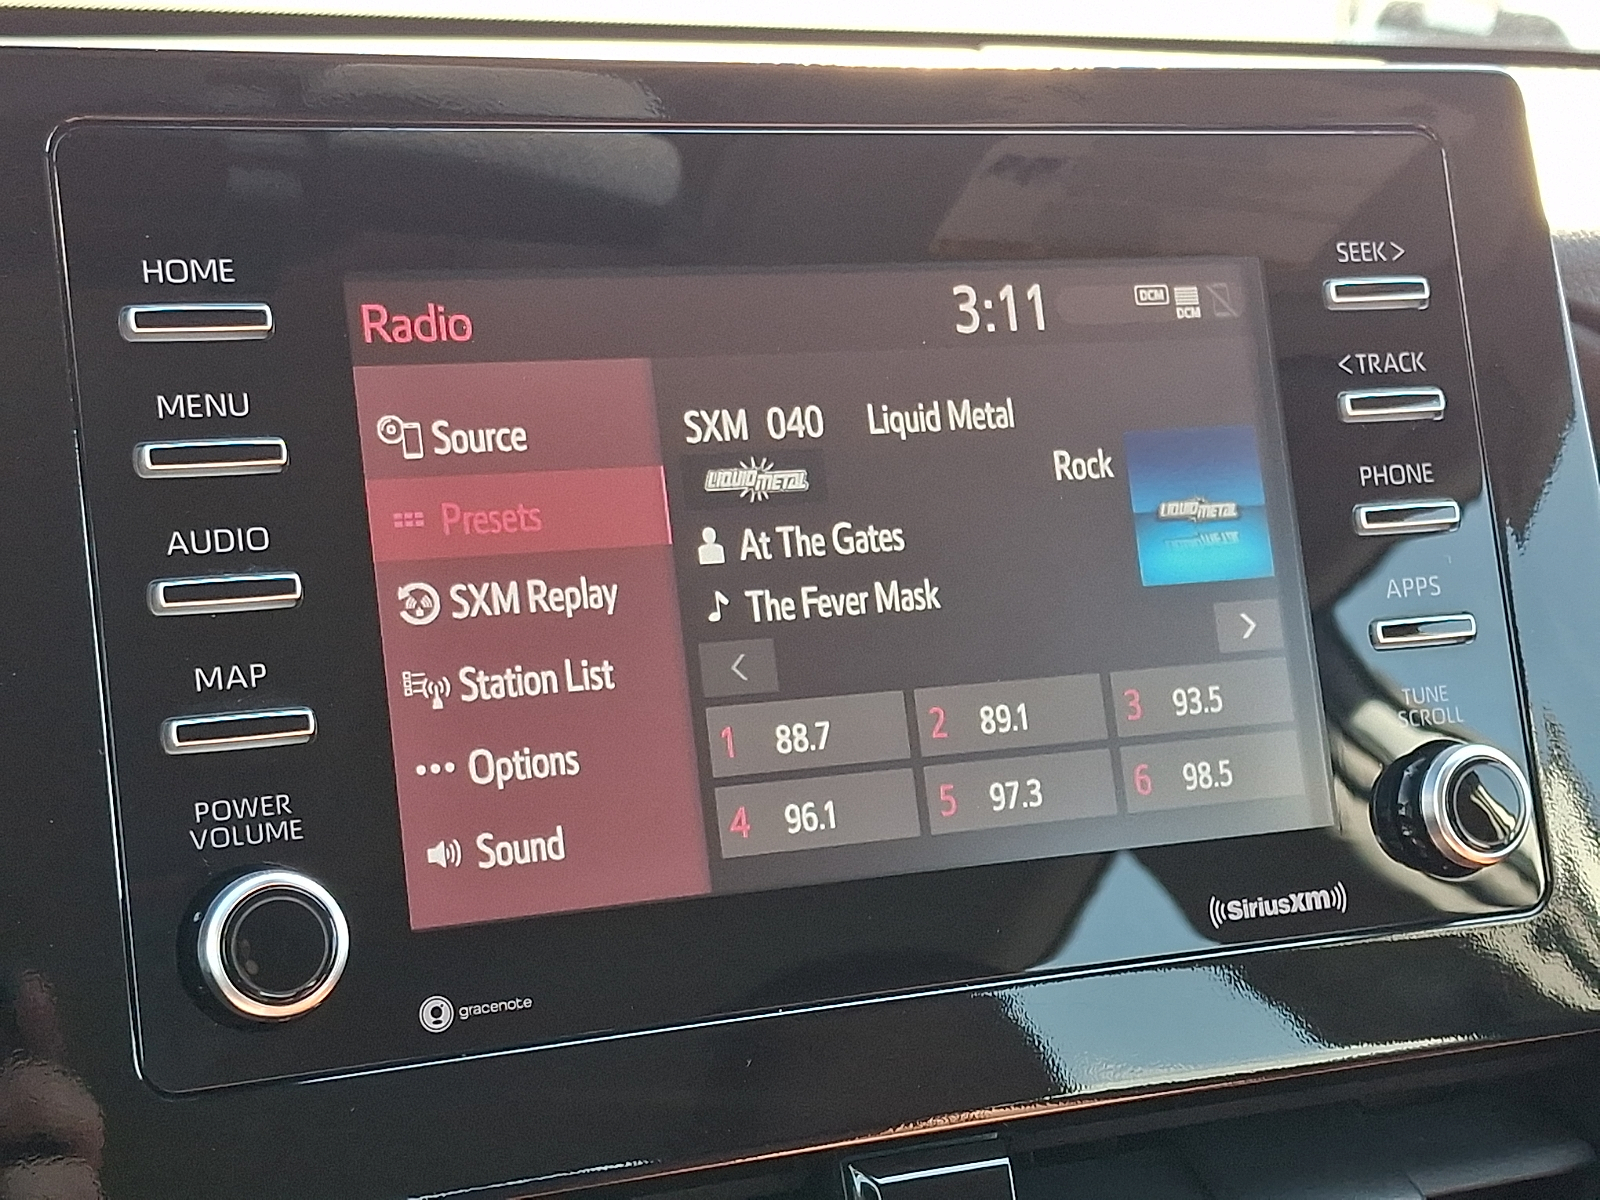 HOME
MENU
AUDIO
MAP
POWER
VOLUME
Radio
3:11
DCM
DCM
Source
Presets
SXM Replay
Station List
Options
Sound
SXM 040 Liquid Metal
LIQUID METAL
Rock
LIQUID METAL
At The Gates
The Fever Mask
<
>
1 88.7
2 89.1
3 93.5
4 96.1
5 97.3
6 98.5
SEEK >
< TRACK
PHONE
APPS
TUNE
SCROLL
((SiriusXM))
gracenote